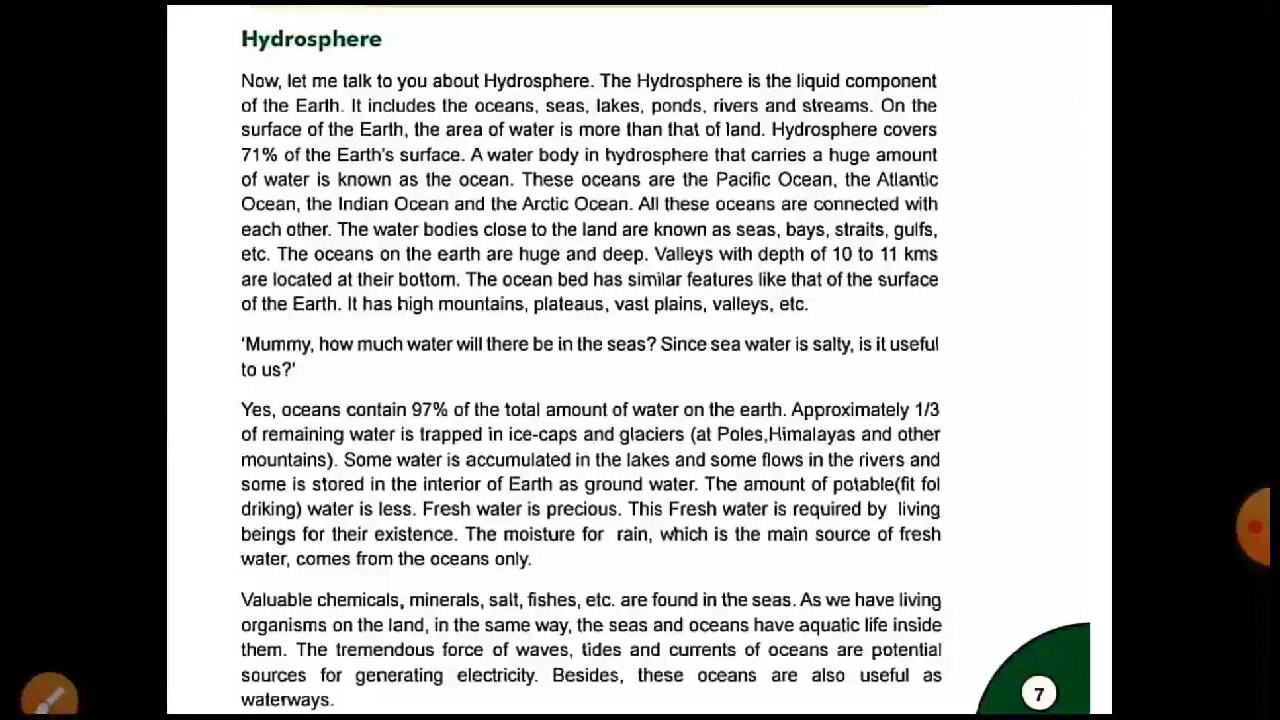 Hydrosphere
Now, let me talk to you about Hydrosphere. The Hydrosphere is the liquid component
of the Earth. It includes the oceans, seas, lakes, ponds, rivers and streams. On the
surface of the Earth, the area of water is more than that of land. Hydrosphere covers
71% of the Earth's surface. A water body in hydrosphere that carries a huge amount
of water is known as the ocean. These oceans are the Pacific Ocean, the Atlantic
Ocean, the Indian Ocean and the Arctic Ocean. All these oceans are connected with
each other. The water bodies close to the land are known as seas, bays, straits, gulfs,
etc. The oceans on the earth are huge and deep. Valleys with depth of 10 to 11 kms
are located at their bottom. The ocean bed has similar features like that of the surface
of the Earth. It has high mountains, plateaus, vast plains, valleys, etc.
'Mummy, how much water will there be in the seas? Since sea water is salty, is it useful
to us?'
Yes, oceans contain 97% of the total amount of water on the earth. Approximately 1/3
of remaining water is trapped in ice-caps and glaciers (at Poles,Himalayas and other
mountains). Some water is accumulated in the lakes and some flows in the rivers and
some is stored in the interior of Earth as ground water. The amount of potable(fit fol
driking) water is less. Fresh water is precious. This Fresh water is required by living
beings for their existence. The moisture for rain, which is the main source of fresh
water, comes from the oceans only.
Valuable chemicals, minerals, salt, fishes, etc. are found in the seas. As we have living
organisms on the land, in the same way, the seas and oceans have aquatic life inside
them. The tremendous force of waves, tides and currents of oceans are potential
sources for generating electricity. Besides, these oceans are also useful as
waterways.
7